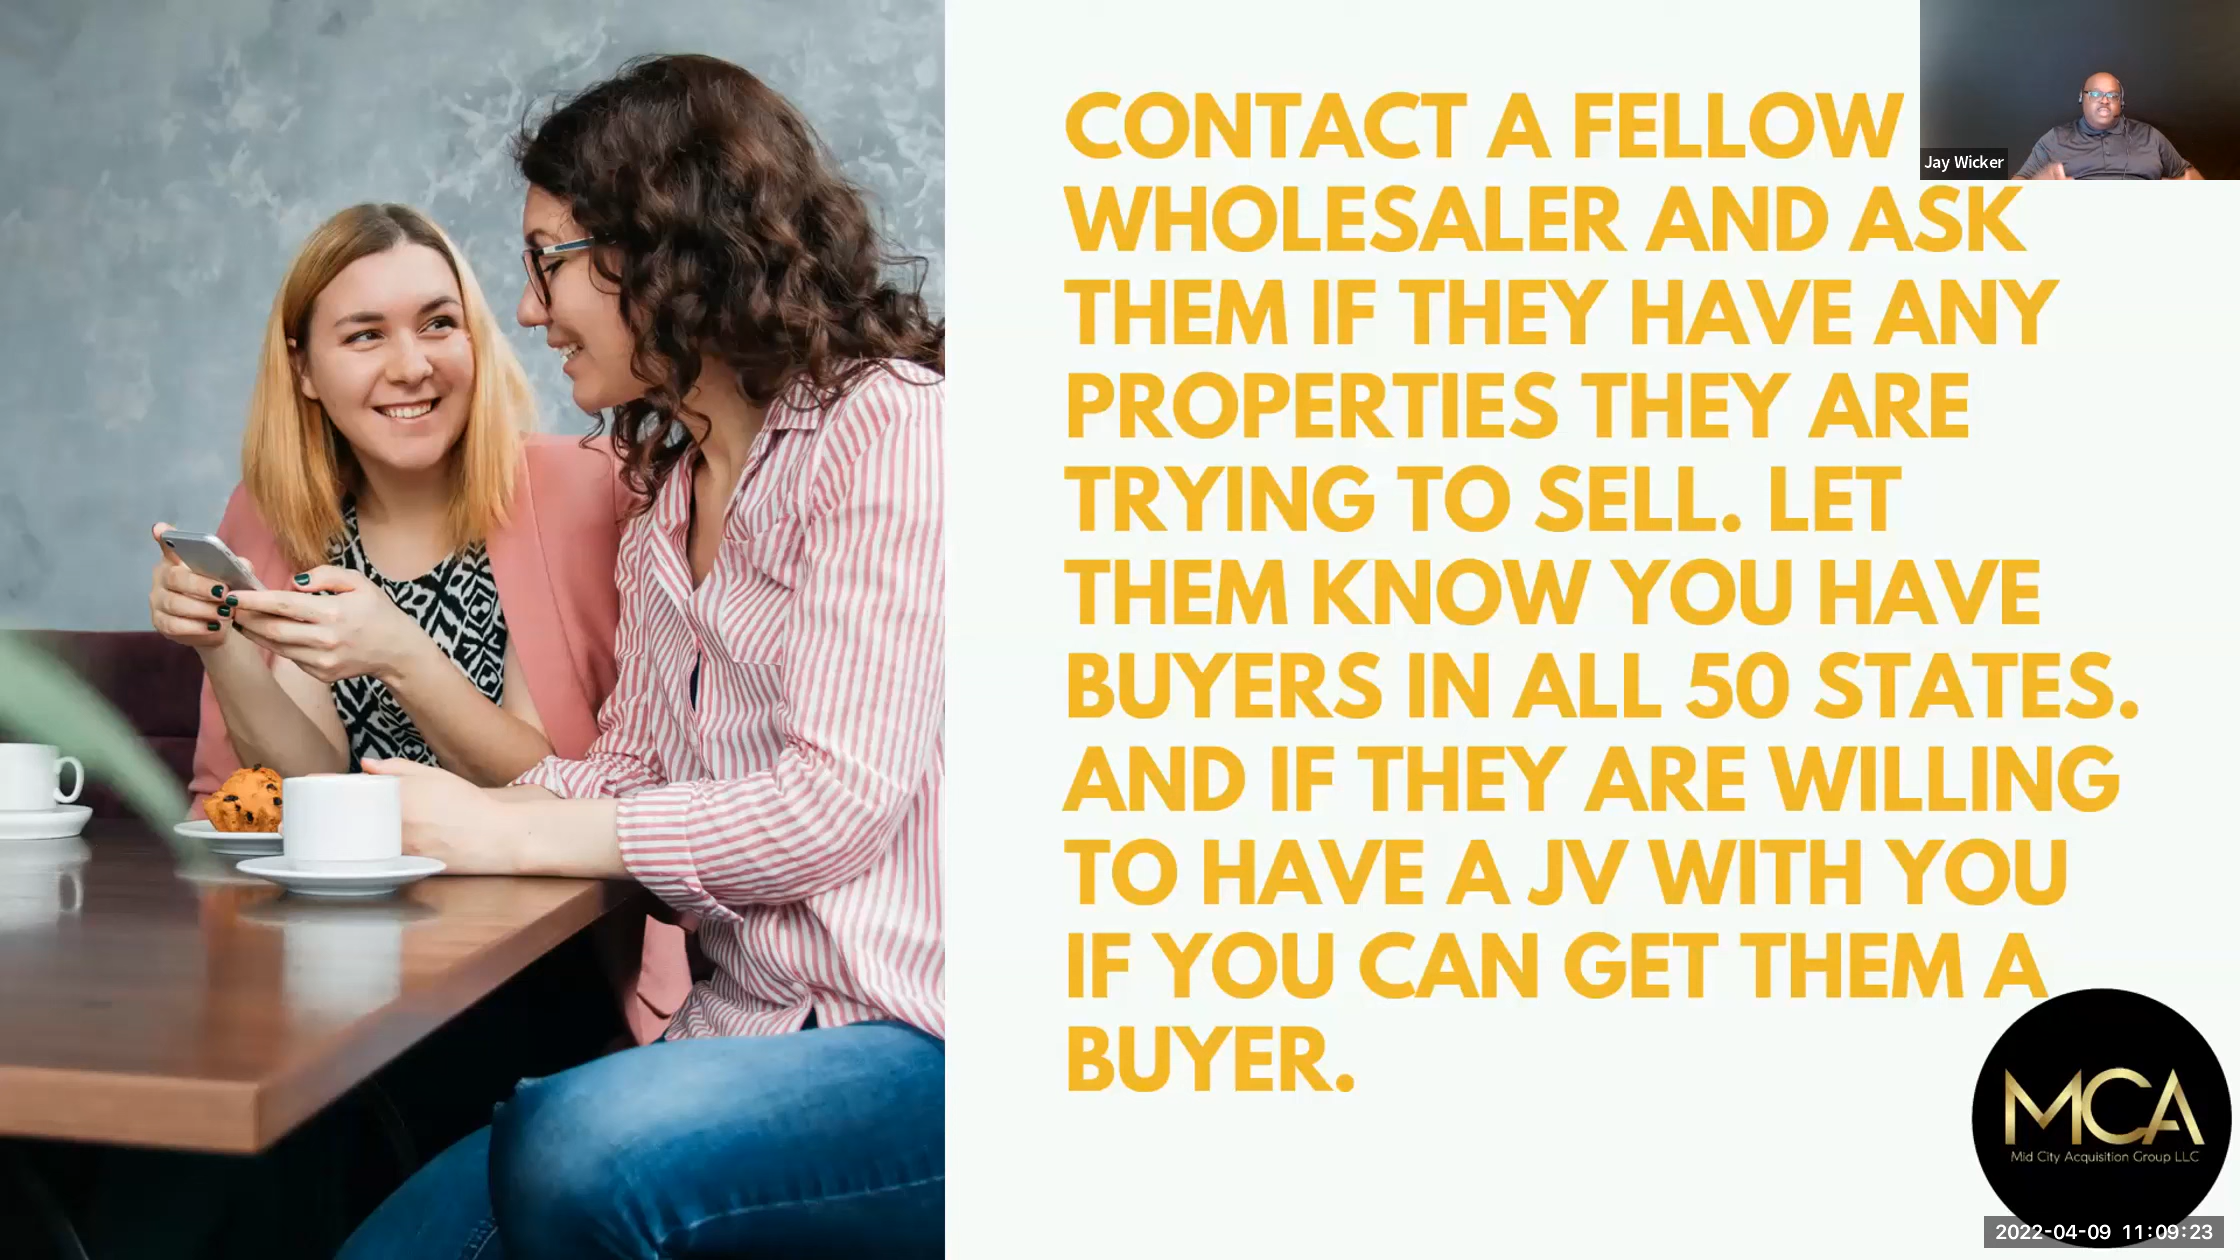 CONTACT A FELLOW
WHOLESALER AND ASK
THEM IF THEY HAVE ANY
PROPERTIES THEY ARE
TRYING TO SELL. LET
THEM KNOW YOU HAVE
BUYERS IN ALL 50 STATES.
AND IF THEY ARE WILLING
TO HAVE A JV WITH YOU
IF YOU CAN GET THEM A
BUYER.
Jay Wicker
MCA
Mid City Acquisition Group LLC
2022-04-09 11:09:23